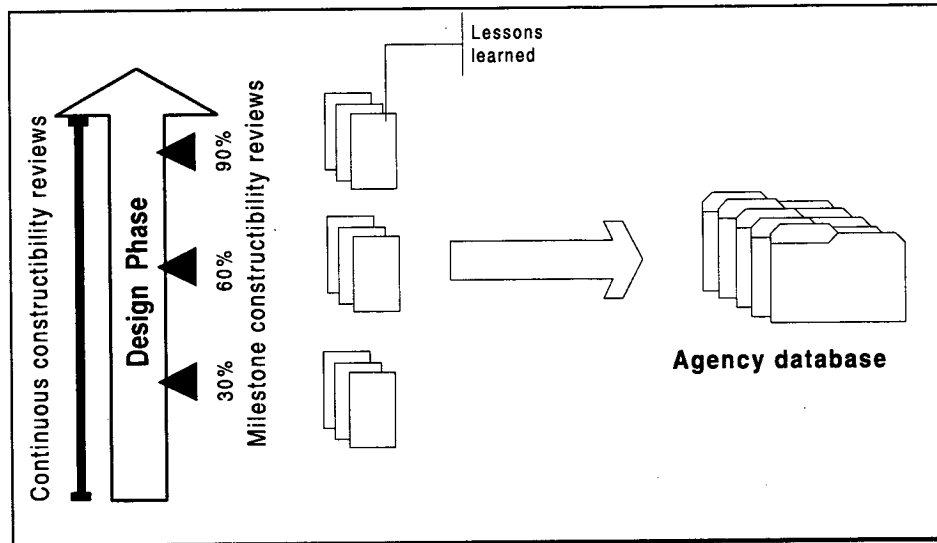 Lessons
learned
Continuous constructibility reviews
Design Phase
90%
60%
30%
Milestone constructibility reviews
Agency database